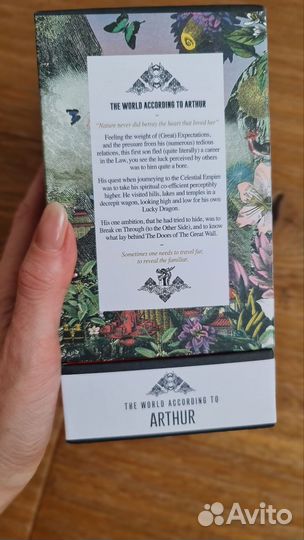 THE WORLD ACCORDING TO ARTHUR
"Nature never did betray the heart that loved her"
Feeling the weight of (Great) Expectations,
and the pressure from his (numerous) tedious
relations, this first son fled (quite literally) a career
in the Law, you see the luck perceived by others
was to him quite a bore.
His quest when journeying to the Celestial Empire
was to take his spiritual co-efficient perceptibly
higher. He visited hills, lakes and temples in a
decrepit wagon, looking high and low for his own
Lucky Dragon.
His one ambition, that he had tried to hide, was to
Break on Through (to the Other Side), and to know
what lay behind The Doors of The Great Wall.
Sometimes one needs to travel far,
to reveal the familiar.
THE WORLD ACCORDING TO
ARTHUR
Avito